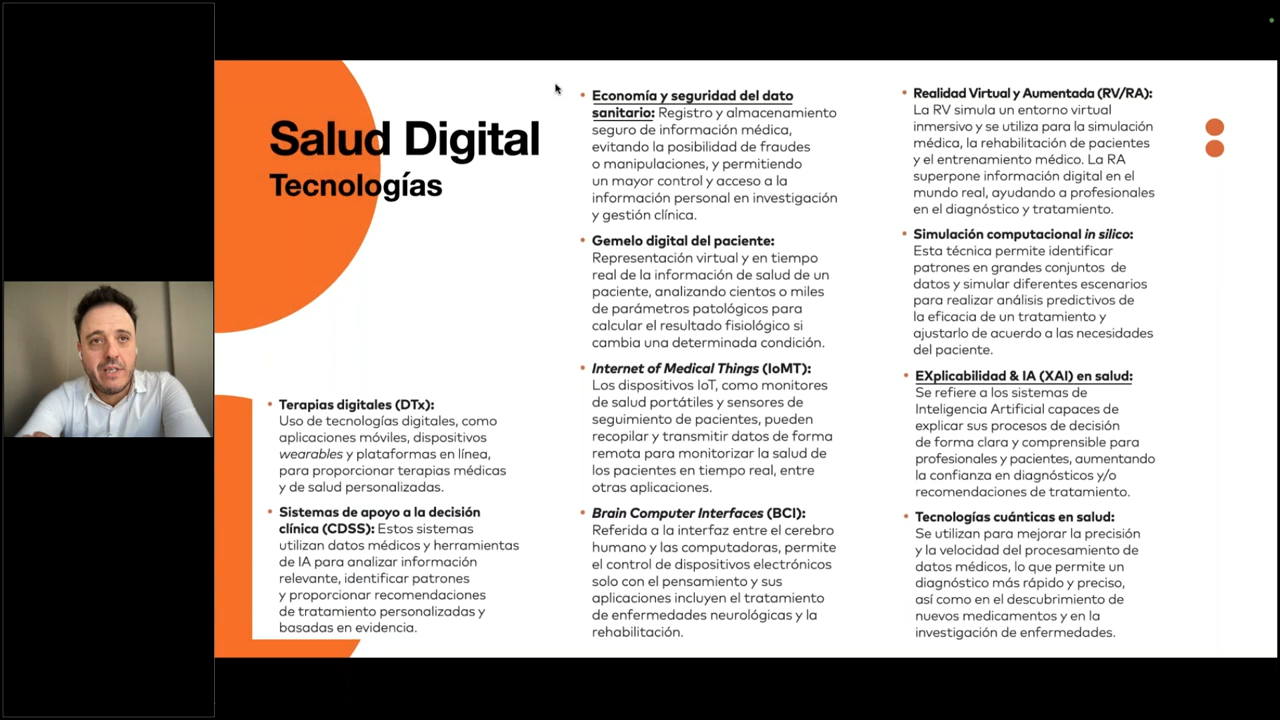 Salud Digital
Tecnologías
• Terapias digitales (DTx):
Uso de tecnologías digitales, como
aplicaciones móviles, dispositivos
wearables y plataformas en línea,
para proporcionar terapias médicas
y de salud personalizadas.
• Sistemas de apoyo a la decisión
clínica (CDSS): Estos sistemas
utilizan datos médicos y herramientas
de IA para analizar información
relevante, identificar patrones
y proporcionar recomendaciones
de tratamiento personalizadas y
basadas en evidencia.
• Economía y seguridad del dato
sanitario: Registro y almacenamiento
seguro de información médica,
evitando la posibilidad de fraudes
o manipulaciones, y permitiendo
un mayor control y acceso a la
información personal en investigación
y gestión clínica.
• Gemelo digital del paciente:
Representación virtual y en tiempo
real de la información de salud de un
paciente, analizando cientos o miles
de parámetros patológicos para
calcular el resultado fisiológico si
cambia una determinada condición.
• Internet of Medical Things (IoMT):
Los dispositivos IoT, como monitores
de salud portátiles y sensores de
seguimiento de pacientes, pueden
recopilar y transmitir datos de forma
remota para monitorizar la salud de
los pacientes en tiempo real, entre
otras aplicaciones.
• Brain Computer Interfaces (BCI):
Referida a la interfaz entre el cerebro
humano y las computadoras, permite
el control de dispositivos electrónicos
solo con el pensamiento y sus
aplicaciones incluyen el tratamiento
de enfermedades neurológicas y la
rehabilitación.
• Realidad Virtual y Aumentada (RV/RA):
La RV simula un entorno virtual
inmersivo y se utiliza para la simulación
médica, la rehabilitación de pacientes
y el entrenamiento médico. La RA
superpone información digital en el
mundo real, ayudando a profesionales
en el diagnóstico y tratamiento.
• Simulación computacional in silico:
Esta técnica permite identificar
patrones en grandes conjuntos de
datos y simular diferentes escenarios
para realizar análisis predictivos de
la eficacia de un tratamiento y
ajustarlo de acuerdo a las necesidades
del paciente.
• EXplicabilidad & IA (XAI) en salud:
Se refiere a los sistemas de
Inteligencia Artificial capaces de
explicar sus procesos de decisión
de forma clara y comprensible para
profesionales y pacientes, aumentando
la confianza en diagnósticos y/o
recomendaciones de tratamiento.
• Tecnologías cuánticas en salud:
Se utilizan para mejorar la precisión
y la velocidad del procesamiento de
datos médicos, lo que permite un
diagnóstico más rápido y preciso,
así como en el descubrimiento de
nuevos medicamentos y en la
investigación de enfermedades.